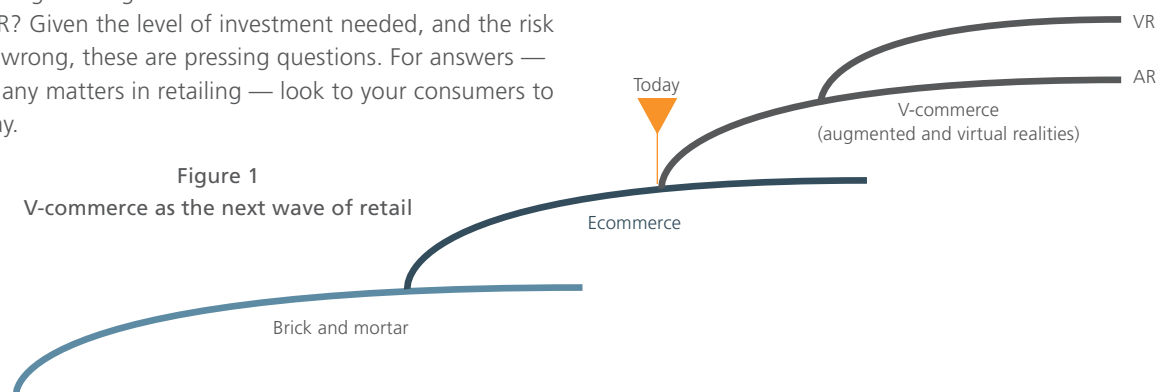 R? Given the level of investment needed, and the risk
wrong, these are pressing questions. For answers —
any matters in retailing — look to your consumers to
Figure 1
V-commerce as the next wave of retail
Today
VR
AR
V-commerce
(augmented and virtual realities)
Ecommerce
Brick and mortar